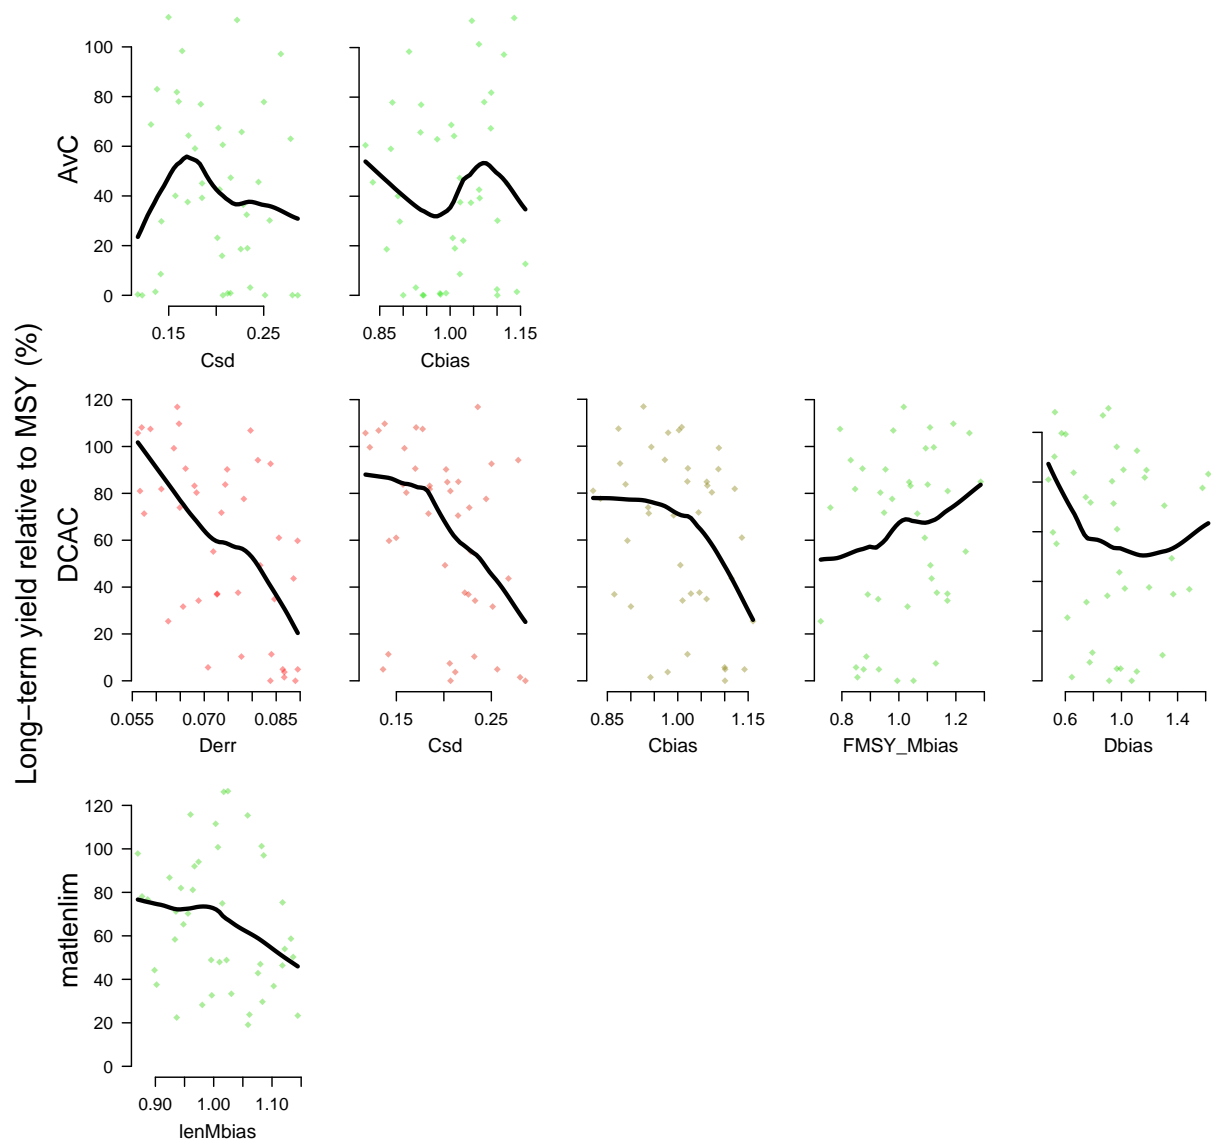 Long−term yield relative to MSY (%)
AvC
100
80
60
40
20
0
0.15 0.25
Csd
0.85 1.00 1.15
Cbias
DCAC
120
100
80
60
40
20
0
0.055 0.070 0.085
Derr
0.15 0.25
Csd
0.85 1.00 1.15
Cbias
0.8 1.0 1.2
FMSY_Mbias
0.6 1.0 1.4
Dbias
matlenlim
120
100
80
60
40
20
0
0.90 1.00 1.10
lenMbias